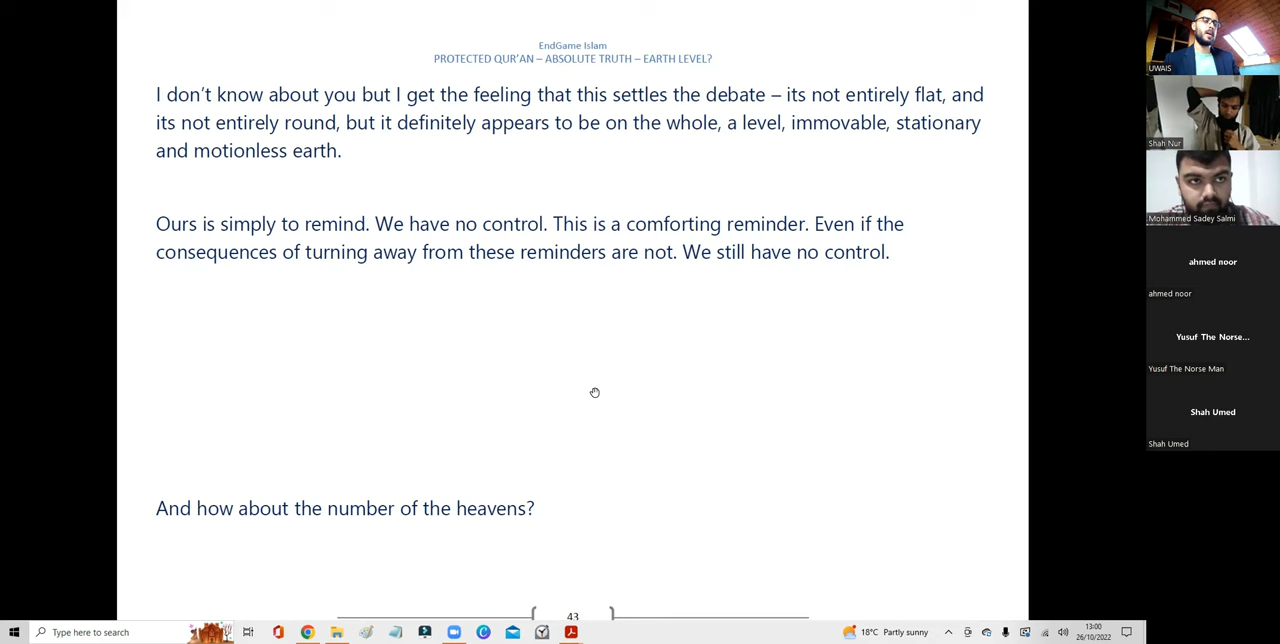 EndGame Islam
PROTECTED QUR'AN – ABSOLUTE TRUTH – EARTH LEVEL?
I don't know about you but I get the feeling that this settles the debate – its not entirely flat, and
its not entirely round, but it definitely appears to be on the whole, a level, immovable, stationary
and motionless earth.
Ours is simply to remind. We have no control. This is a comforting reminder. Even if the
consequences of turning away from these reminders are not. We still have no control.
And how about the number of the heavens?
43
UWAIS
Shah Nur
Mohammed Sadey Salmi
ahmed noor
ahmed noor
Yusuf The Norse...
Yusuf The Norse Man
Shah Umed
Shah Umed
Type here to search
18°C Partly sunny
13:00
26/10/2022